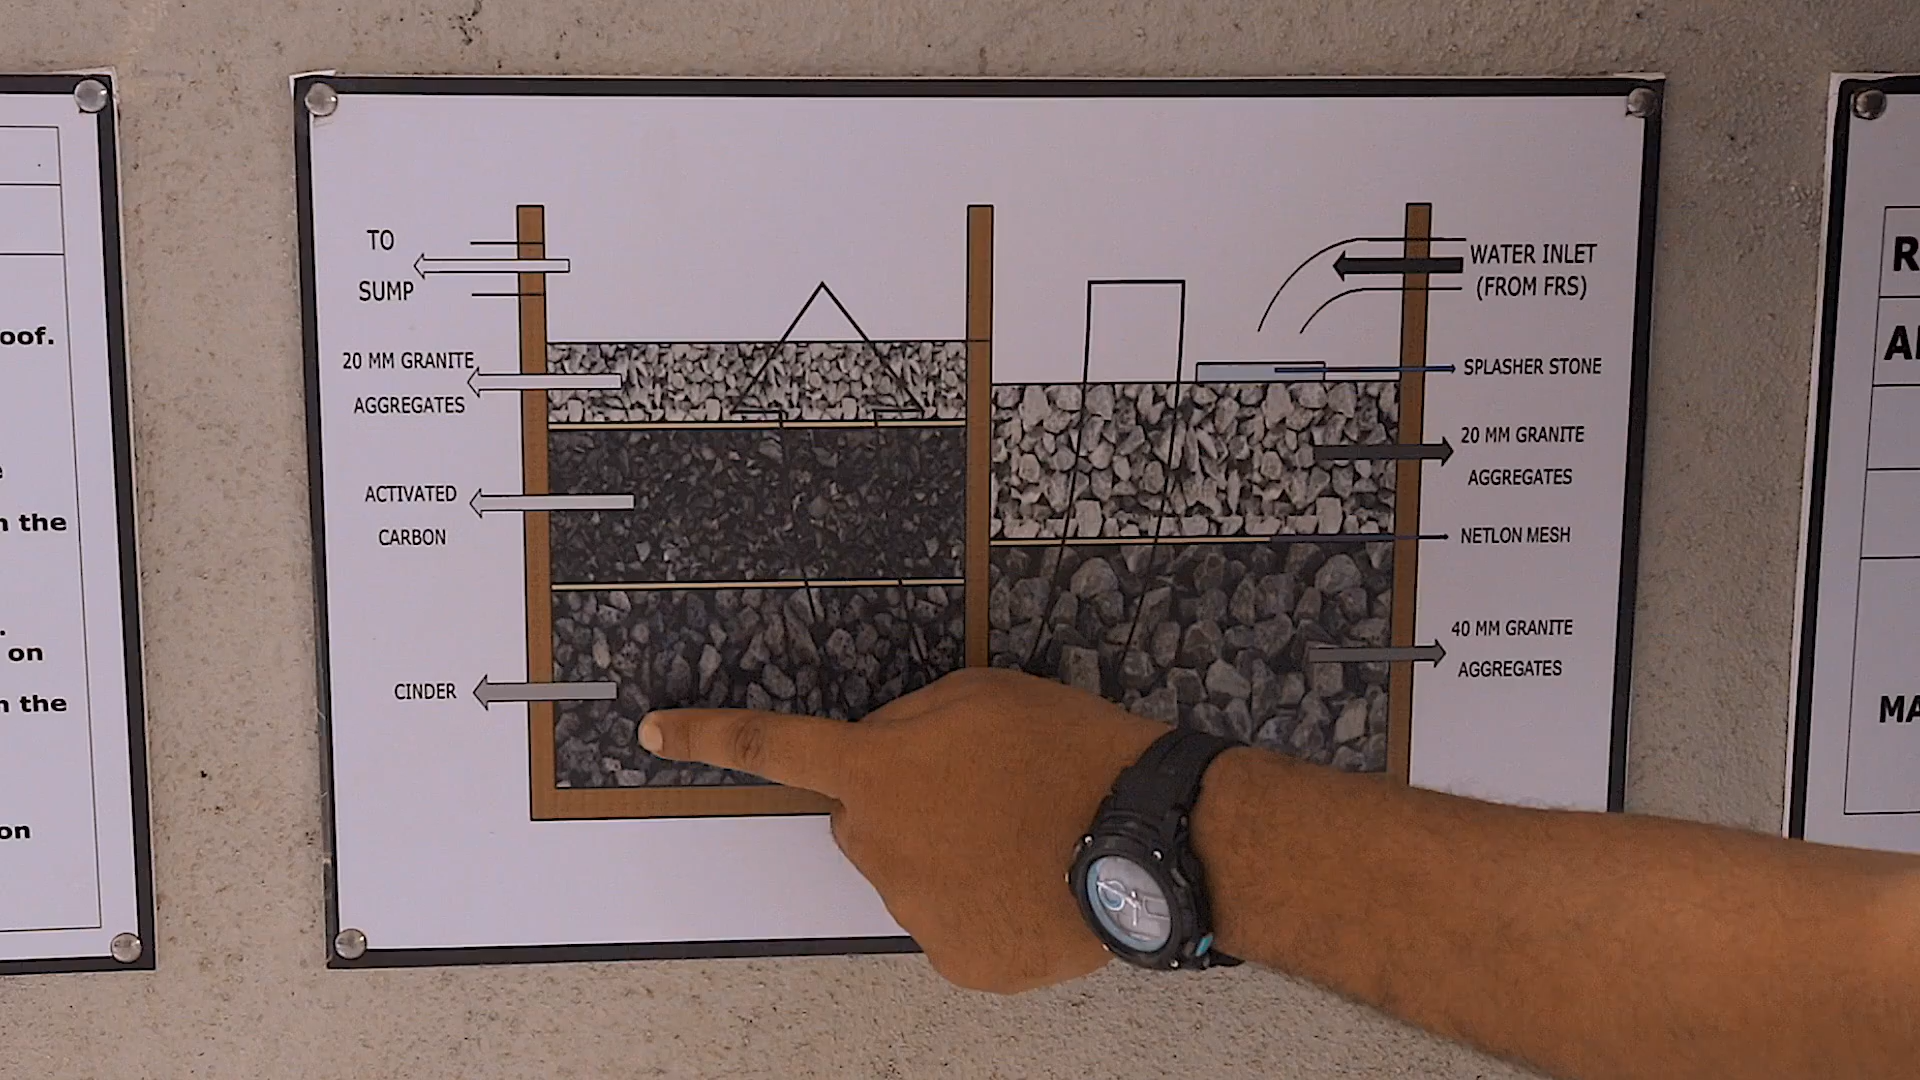 oof.
n the
on
n the
on
TO
SUMP
20 MM GRANITE
AGGREGATES
ACTIVATED
CARBON
CINDER
WATER INLET
(FROM FRS)
SPLASHER STONE
20 MM GRANITE
AGGREGATES
NETLON MESH
40 MM GRANITE
AGGREGATES
R
MA